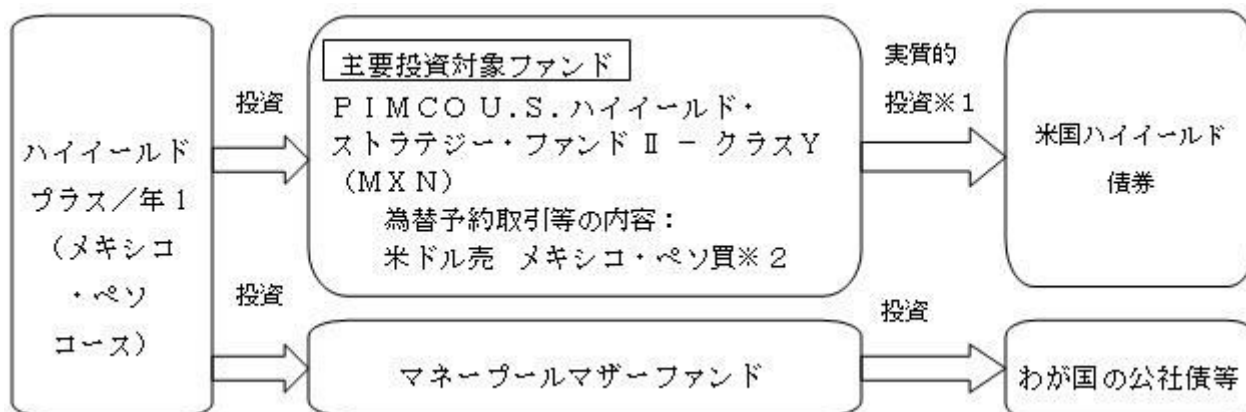 ハイイールド
プラス／年１
（メキシコ
・ペソ
コース）
投資
投資
主要投資対象ファンド
ＰＩＭＣＯ Ｕ.Ｓ.ハイイールド・
ストラテジー・ファンド Ⅱ － クラスＹ
（ＭＸＮ）
為替予約取引等の内容：
米ドル売　メキシコ・ペソ買※２
マネープールマザーファンド
実質的
投資※１
投資
米国ハイイールド
債券
わが国の公社債等